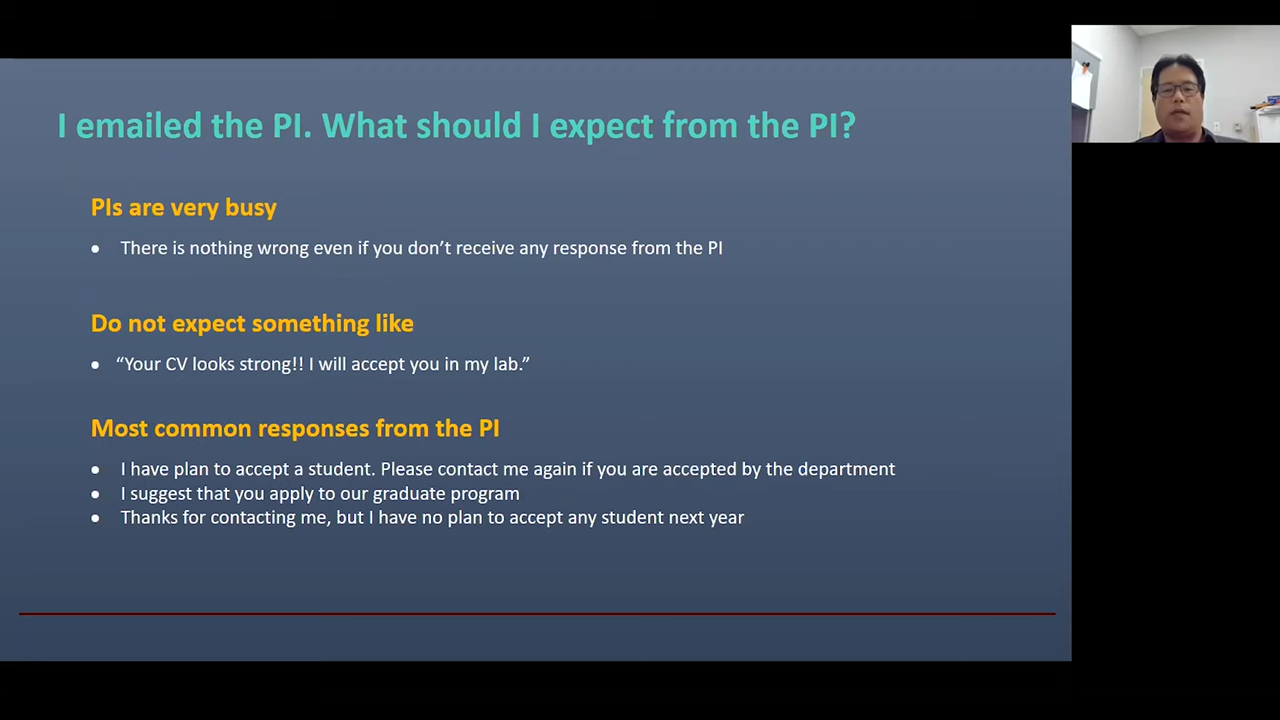 I emailed the PI. What should I expect from the PI?
PIs are very busy
• There is nothing wrong even if you don’t receive any response from the PI
Do not expect something like
• “Your CV looks strong!! I will accept you in my lab.”
Most common responses from the PI
• I have plan to accept a student. Please contact me again if you are accepted by the department
• I suggest that you apply to our graduate program
• Thanks for contacting me, but I have no plan to accept any student next year